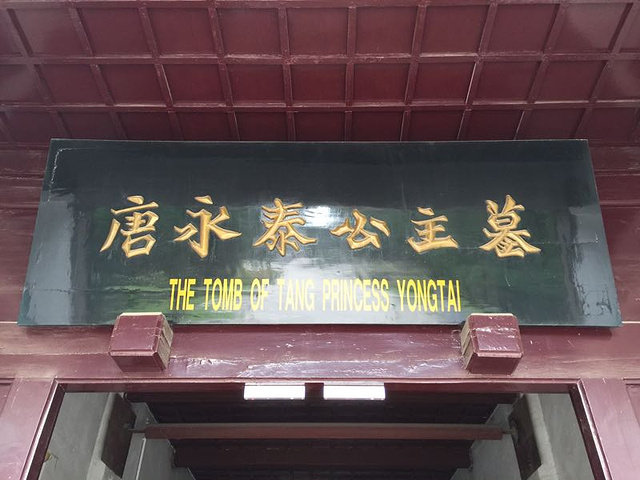 唐永泰公主墓
THE TOMB OF TANG PRINCESS YONGTAI